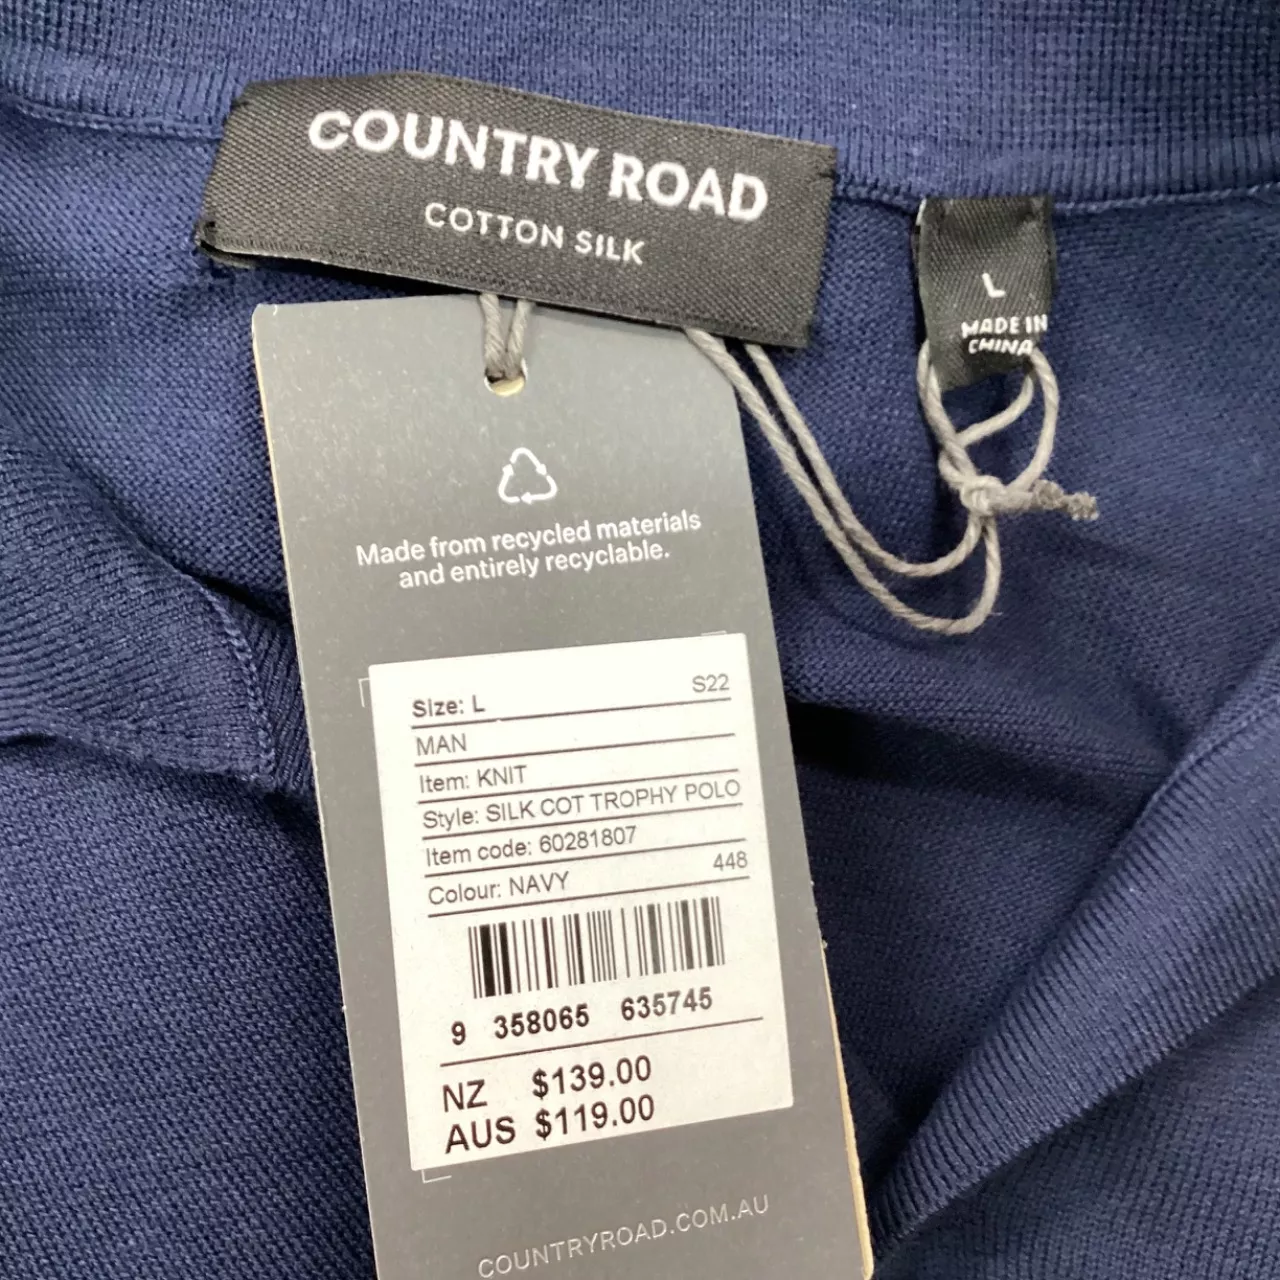 COUNTRY ROAD
COTTON SILK
L
MADE IN
CHINA
Made from recycled materials
and entirely recyclable.
Size: L S22
MAN
Item: KNIT
Style: SILK COT TROPHY POLO
Item code: 60281807
Colour: NAVY 448
9 358065 635745
NZ $139.00
AUS $119.00
COUNTRYROAD.COM.AU